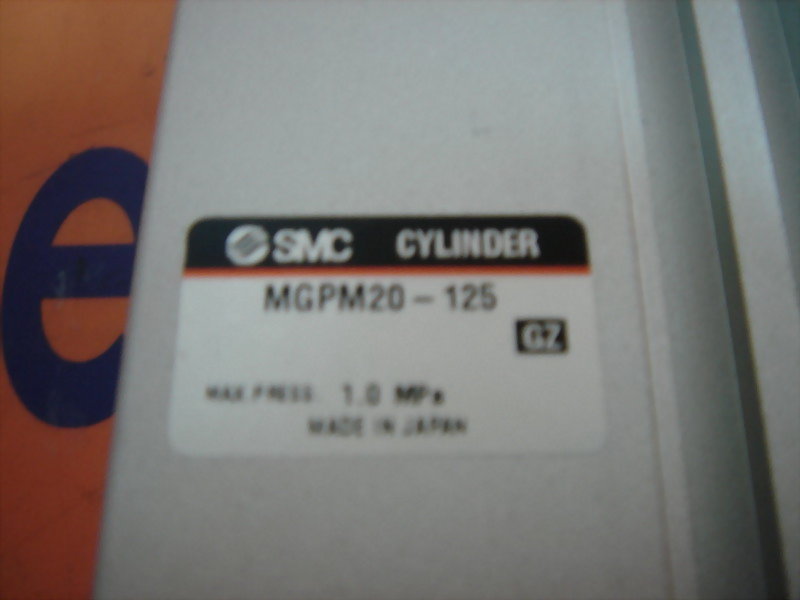 SMC CYLINDER
MGPM20-125
GZ
MAX.PRESS. 1.0 MPa
MADE IN JAPAN
e